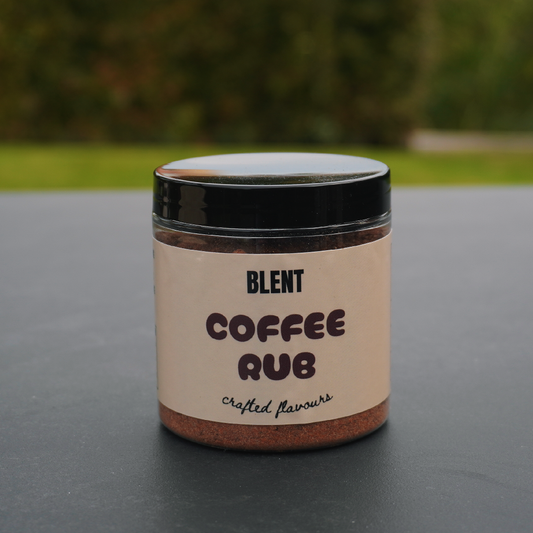 BLENT
COFFEE
RUB
crafted flavours